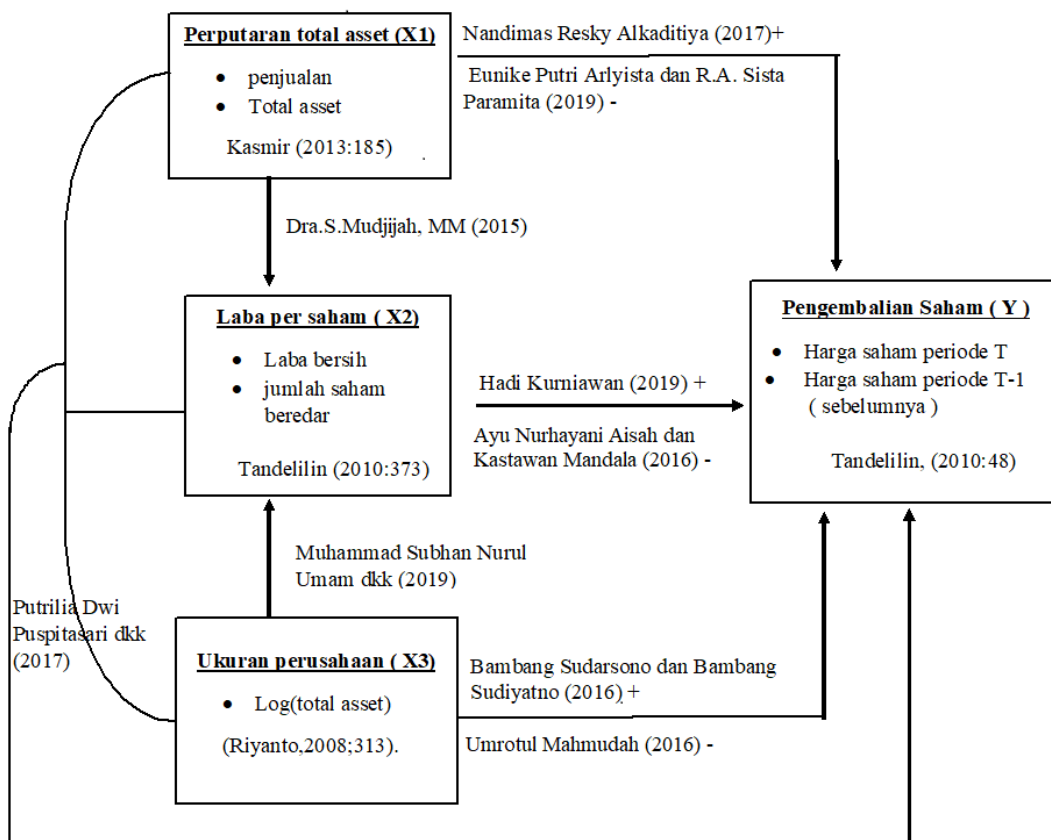 Perputaran total asset (X1)
• penjualan
• Total asset
Kasmir (2013:185)
Nandimas Resky Alkaditiya (2017)+
Eunike Putri Arlyista dan R.A. Sista
Paramita (2019) -
Dra.S.Mudjijah, MM (2015)
Laba per saham ( X2)
• Laba bersih
• jumlah saham
beredar
Tandelilin (2010:373)
Hadi Kurniawan (2019) +
Ayu Nurhayani Aisah dan
Kastawan Mandala (2016) -
Pengembalian Saham ( Y )
• Harga saham periode T
• Harga saham periode T-1
( sebelumnya )
Tandelilin, (2010:48)
Muhammad Subhan Nurul
Umam dkk (2019)
Putrilia Dwi
Puspitasari dkk
(2017)
Ukuran perusahaan ( X3)
• Log(total asset)
(Riyanto,2008;313).
Bambang Sudarsono dan Bambang
Sudiyatno (2016) +
Umrotul Mahmudah (2016) -